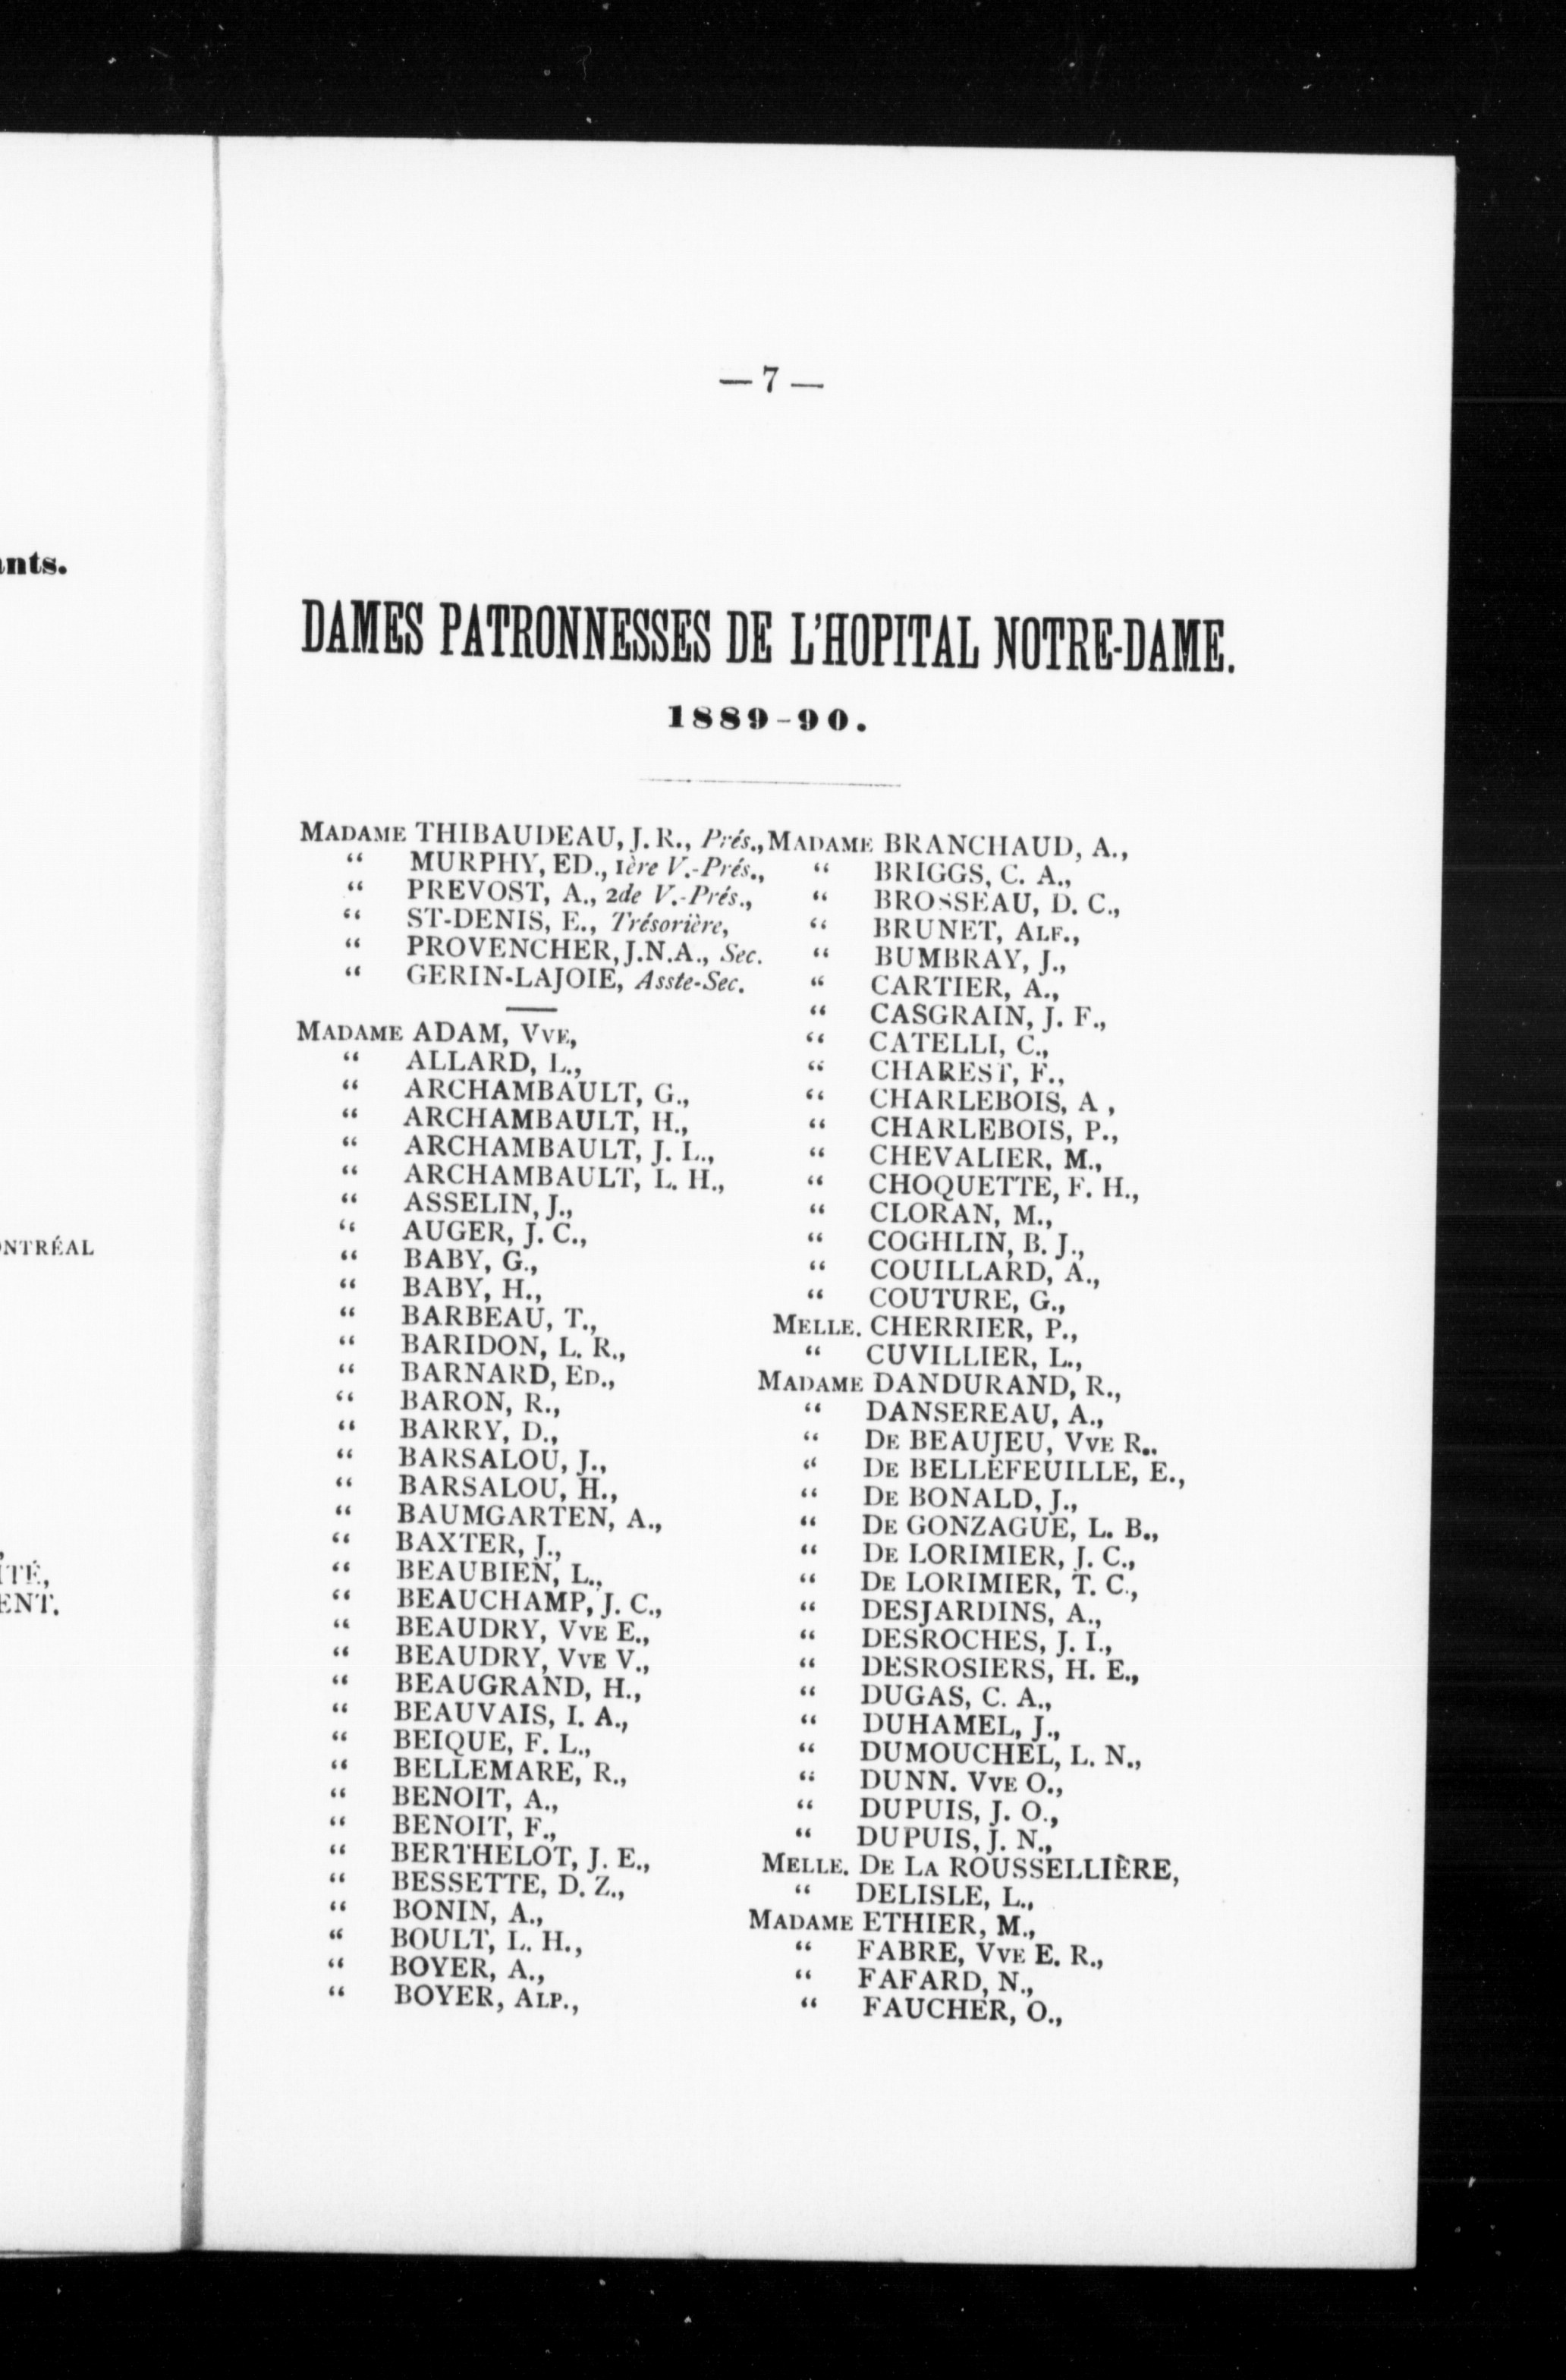 — 7 —
DAMES PATRONNESSES DE L'HOPITAL NOTRE-DAME.
1889-90.
MADAME THIBAUDEAU, J. R., Prés.,
“ MURPHY, ED., 1ère V.-Prés.,
“ PREVOST, A., 2de V.-Prés.,
“ ST-DENIS, E., Trésorière,
“ PROVENCHER, J.N.A., Sec.
“ GERIN-LAJOIE, Asste-Sec.
MADAME ADAM, VVE,
“ ALLARD, L.,
“ ARCHAMBAULT, G.,
“ ARCHAMBAULT, H.,
“ ARCHAMBAULT, J. L.,
“ ARCHAMBAULT, L. H.,
“ ASSELIN, J.,
“ AUGER, J. C.,
“ BABY, G.,
“ BABY, H.,
“ BARBEAU, T.,
“ BARIDON, L. R.,
“ BARNARD, ED.,
“ BARON, R.,
“ BARRY, D.,
“ BARSALOU, J.,
“ BARSALOU, H.,
“ BAUMGARTEN, A.,
“ BAXTER, J.,
“ BEAUBIEN, L.,
“ BEAUCHAMP, J. C.,
“ BEAUDRY, VVE E.,
“ BEAUDRY, VVE V.,
“ BEAUGRAND, H.,
“ BEAUVAIS, I. A.,
“ BEIQUE, F. L.,
“ BELLEMARE, R.,
“ BENOIT, A.,
“ BENOIT, F.,
“ BERTHELOT, J. E.,
“ BESSETTE, D. Z.,
“ BONIN, A.,
“ BOULT, L. H.,
“ BOYER, A.,
“ BOYER, ALP.,
MADAME BRANCHAUD, A.,
“ BRIGGS, C. A.,
“ BROSSEAU, D. C.,
“ BRUNET, ALF.,
“ BUMBRAY, J.,
“ CARTIER, A.,
“ CASGRAIN, J. F.,
“ CATELLI, C.,
“ CHAREST, F.,
“ CHARLEBOIS, A ,
“ CHARLEBOIS, P.,
“ CHEVALIER, M.,
“ CHOQUETTE, F. H.,
“ CLORAN, M.,
“ COGHLIN, B. J.,
“ COUILLARD, A.,
“ COUTURE, G.,
MELLE. CHERRIER, P.,
“ CUVILLIER, L.,
MADAME DANDURAND, R.,
“ DANSEREAU, A.,
“ DE BEAUJEU, VVE R..
“ DE BELLEFEUILLE, E.,
“ DE BONALD, J.,
“ DE GONZAGUE, L. B.,
“ DE LORIMIER, J. C.,
“ DE LORIMIER, T. C.,
“ DESJARDINS, A.,
“ DESROCHES, J. I.,
“ DESROSIERS, H. E.,
“ DUGAS, C. A.,
“ DUHAMEL, J.,
“ DUMOUCHEL, L. N.,
“ DUNN. VVE O.,
“ DUPUIS, J. O.,
“ DUPUIS, J. N.,
MELLE. DE LA ROUSSELLIÈRE,
“ DELISLE, L.,
MADAME ETHIER, M.,
“ FABRE, VVE E. R.,
“ FAFARD, N.,
“ FAUCHER, O.,